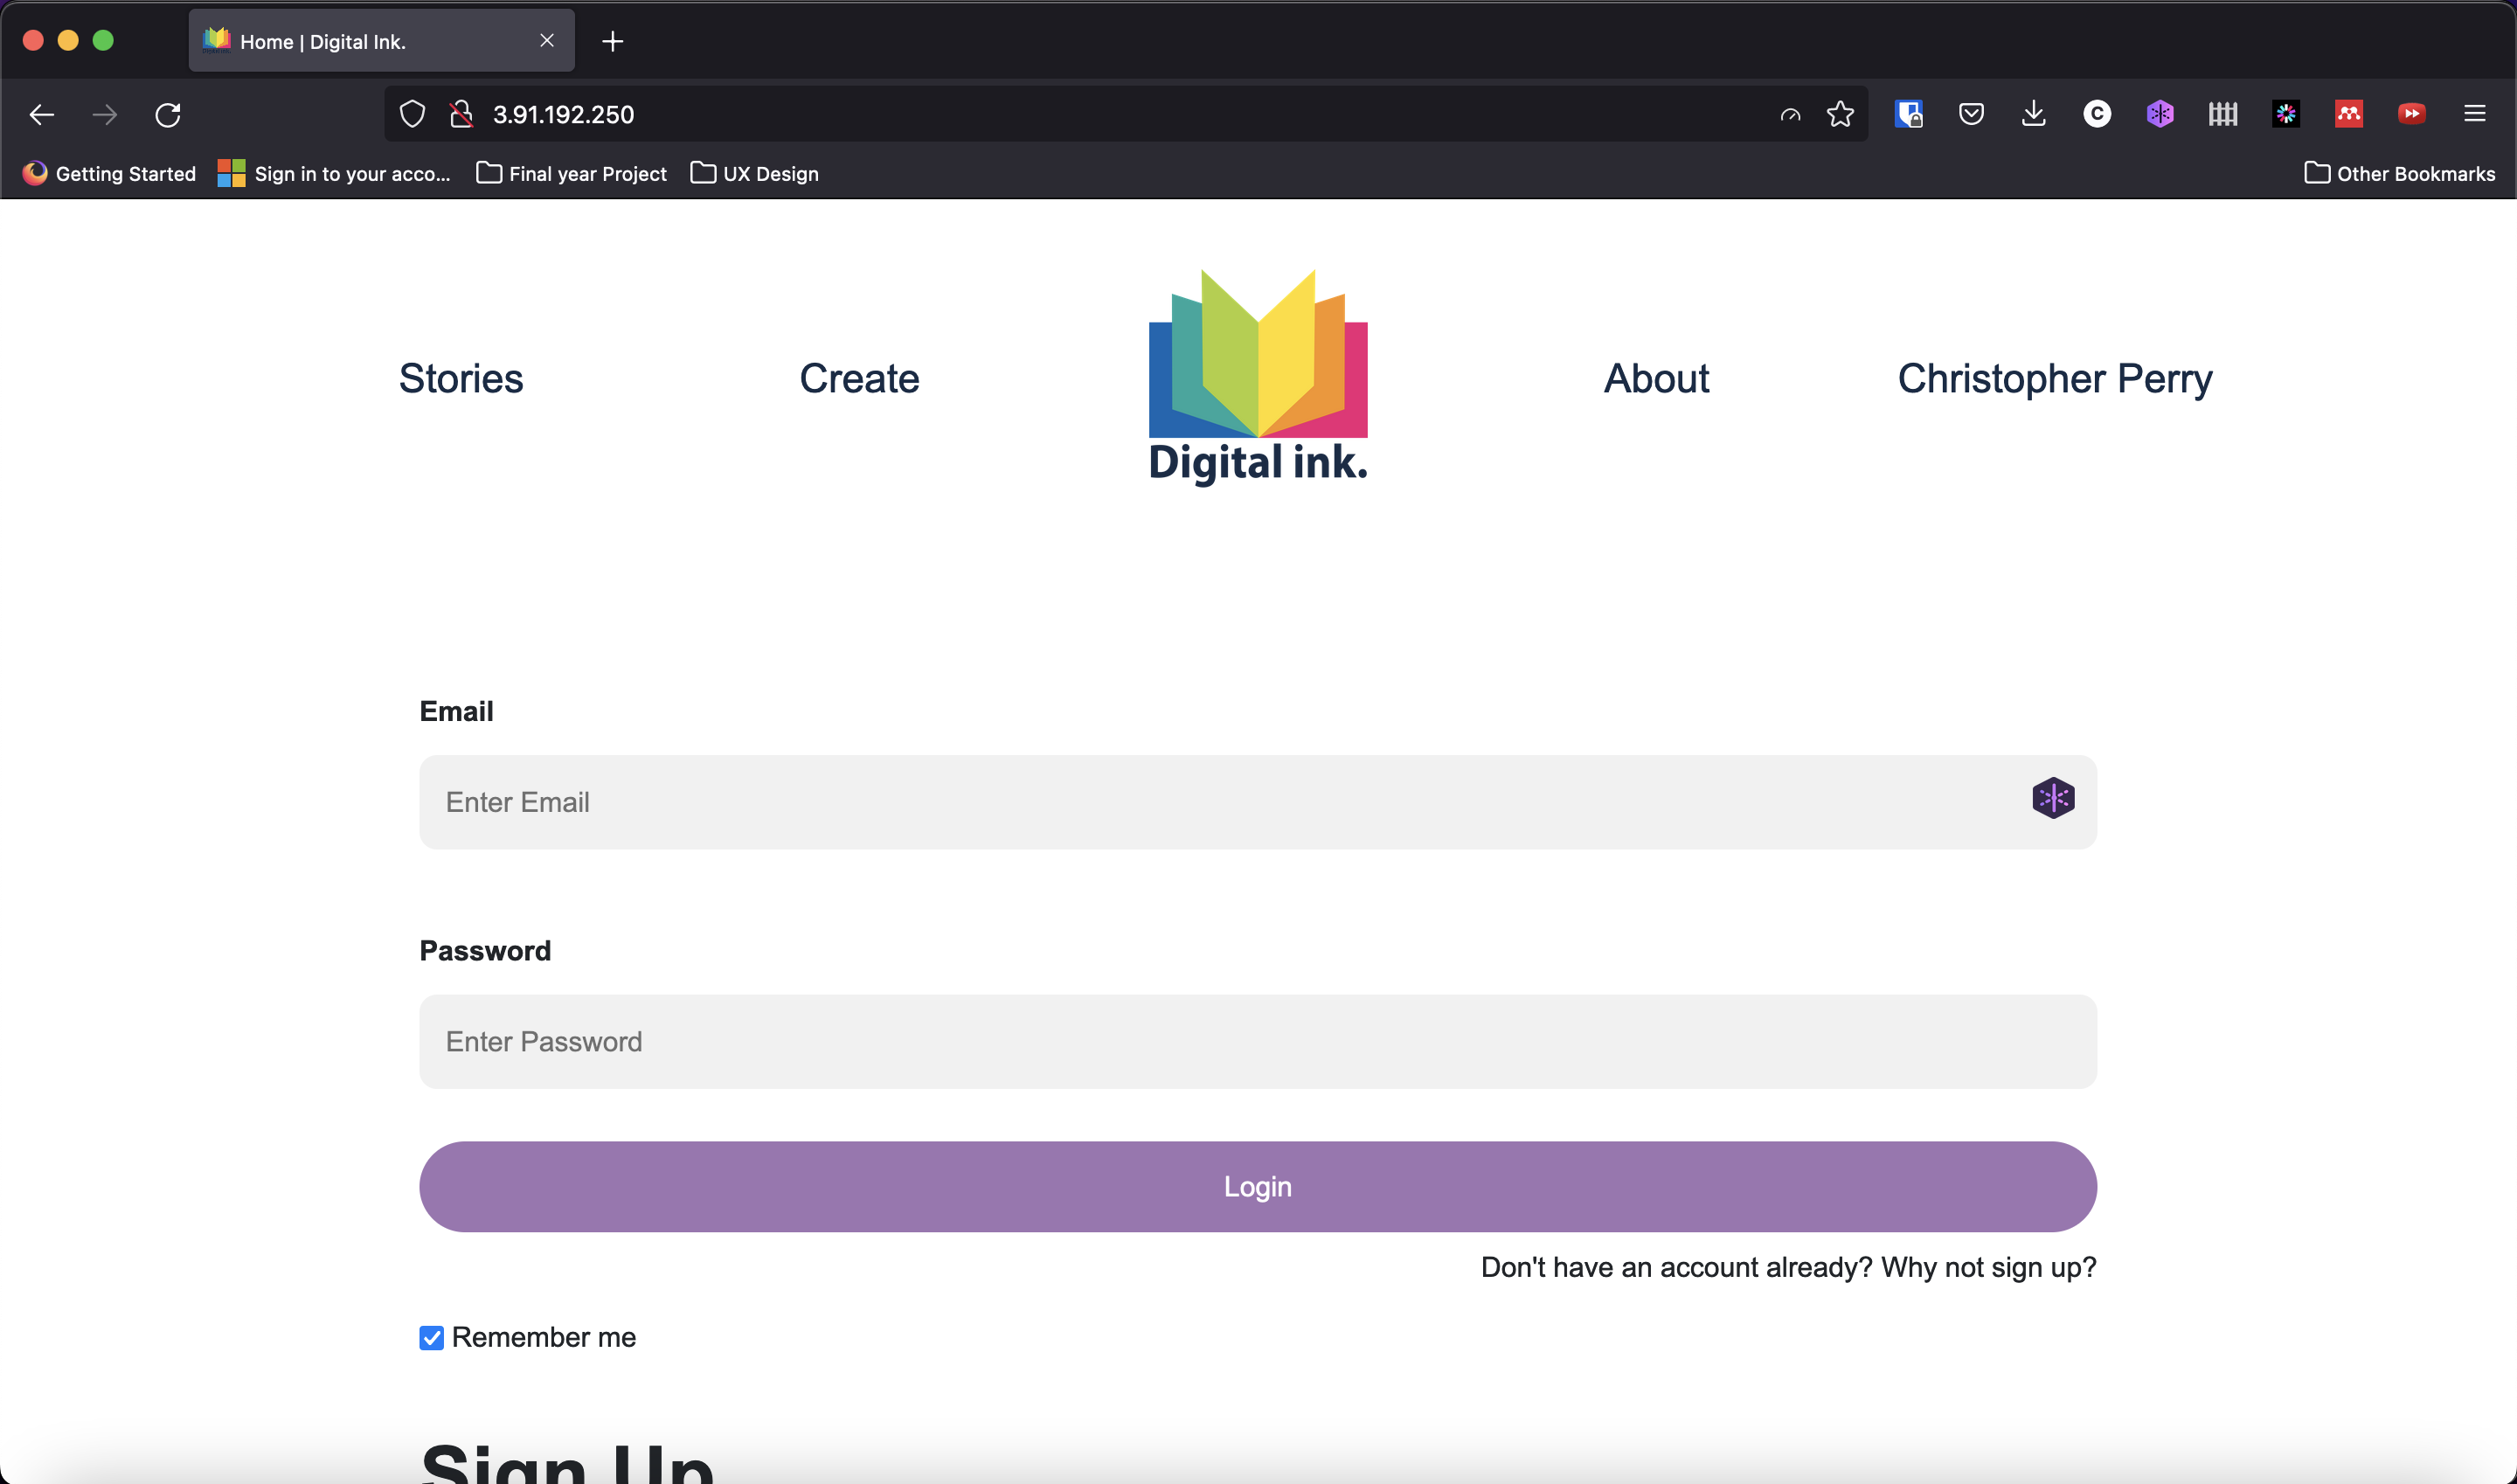 Home | Digital Ink.
3.91.192.250
Getting Started
Sign in to your acco...
Final year Project
UX Design
Other Bookmarks
Stories
Create
Digital ink.
About
Christopher Perry
Email
Enter Email
Password
Enter Password
Login
Don't have an account already? Why not sign up?
Remember me
Sign Up